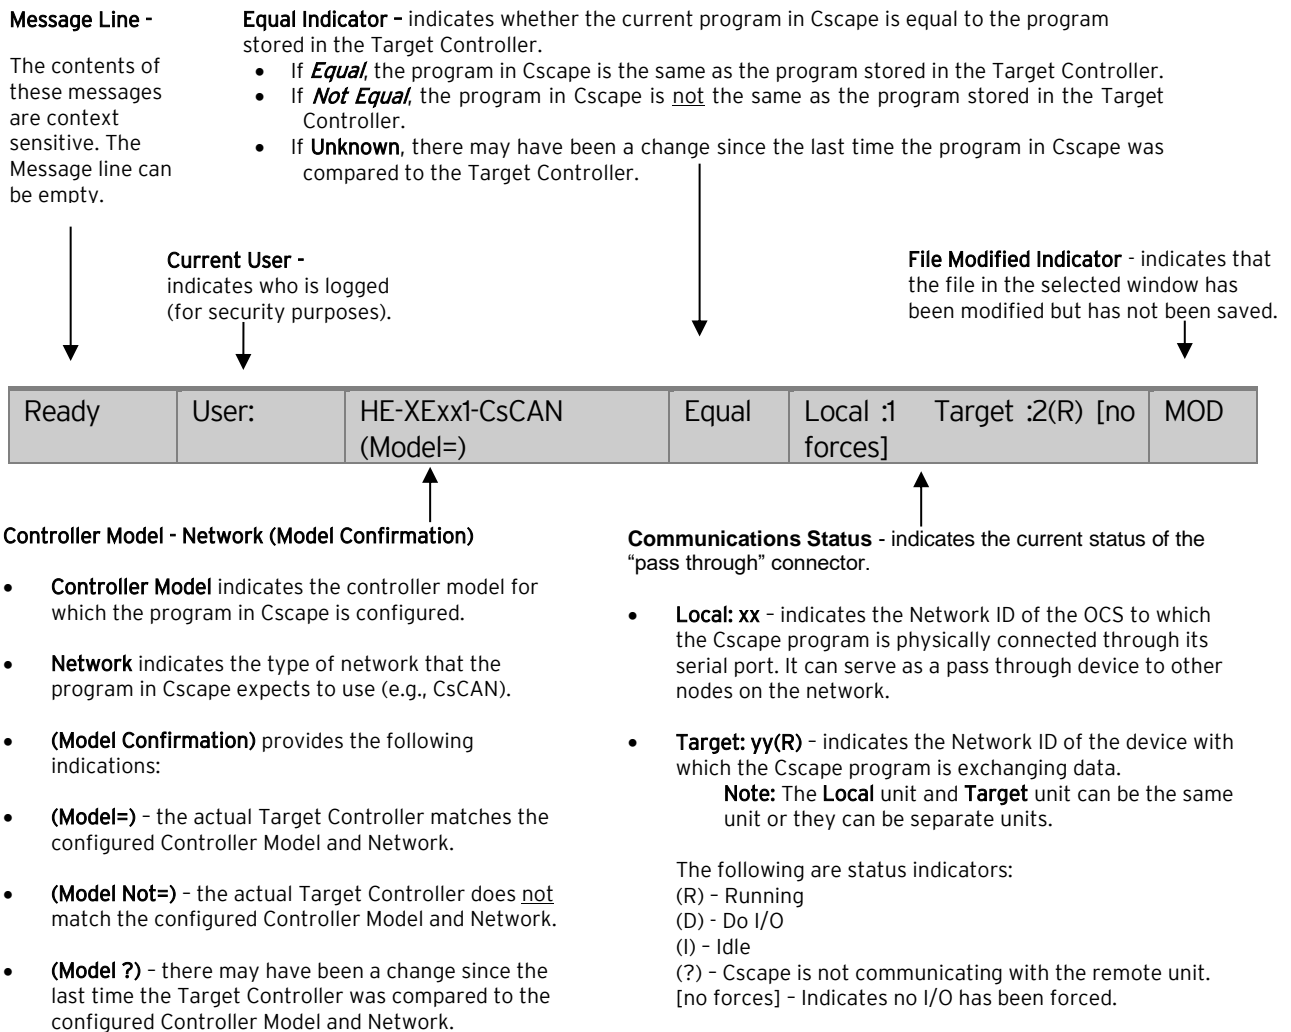 Message Line -
The contents of
these messages
are context
sensitive. The
Message line can
be empty.
Equal Indicator – indicates whether the current program in Cscape is equal to the program
stored in the Target Controller.
• If Equal, the program in Cscape is the same as the program stored in the Target Controller.
• If Not Equal, the program in Cscape is not the same as the program stored in the Target
Controller.
• If Unknown, there may have been a change since the last time the program in Cscape was
compared to the Target Controller.
Current User -
indicates who is logged
(for security purposes).
File Modified Indicator - indicates that
the file in the selected window has
been modified but has not been saved.
Ready
User:
HE-XExx1-CsCAN
(Model=)
Equal
Local :1 Target :2(R) [no
forces]
MOD
Controller Model - Network (Model Confirmation)
• Controller Model indicates the controller model for
which the program in Cscape is configured.
• Network indicates the type of network that the
program in Cscape expects to use (e.g., CsCAN).
• (Model Confirmation) provides the following
indications:
• (Model=) – the actual Target Controller matches the
configured Controller Model and Network.
• (Model Not=) – the actual Target Controller does not
match the configured Controller Model and Network.
• (Model ?) – there may have been a change since the
last time the Target Controller was compared to the
configured Controller Model and Network.
Communications Status - indicates the current status of the
“pass through” connector.
• Local: xx – indicates the Network ID of the OCS to which
the Cscape program is physically connected through its
serial port. It can serve as a pass through device to other
nodes on the network.
• Target: yy(R) – indicates the Network ID of the device with
which the Cscape program is exchanging data.
Note: The Local unit and Target unit can be the same
unit or they can be separate units.
The following are status indicators:
(R) – Running
(D) - Do I/O
(I) – Idle
(?) – Cscape is not communicating with the remote unit.
[no forces] – Indicates no I/O has been forced.